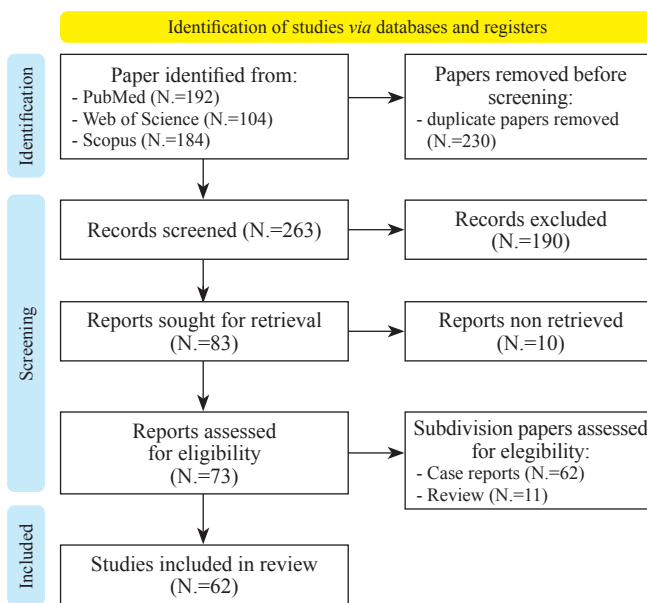 Identification of studies via databases and registers
Identification
Paper identified from:
- PubMed (N.=192)
- Web of Science (N.=104)
- Scopus (N.=184)
Papers removed before
screening:
- duplicate papers removed
(N.=230)
Screening
Records screened (N.=263)
Records excluded
(N.=190)
Reports sought for retrieval
(N.=83)
Reports non retrieved
(N.=10)
Reports assessed
for eligibility
(N.=73)
Subdivision papers assessed
for elegibility:
- Case reports (N.=62)
- Review (N.=11)
Included
Studies included in review
(N.=62)